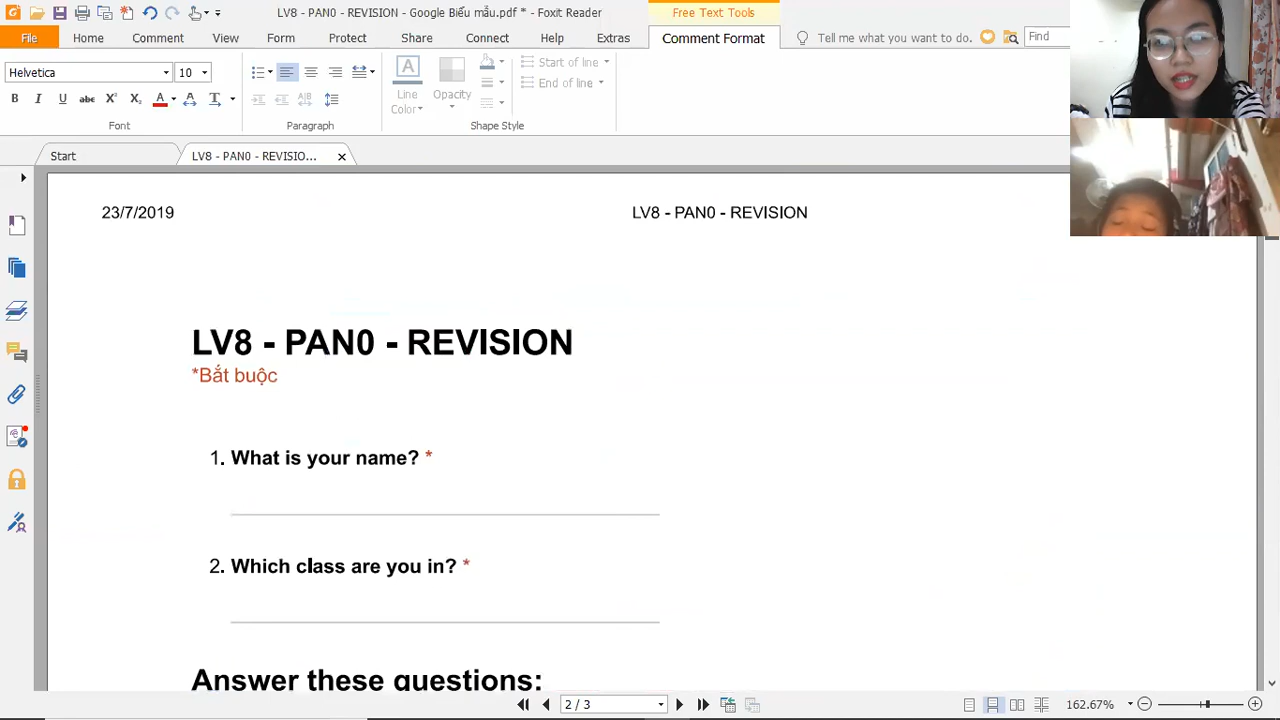 LV8 - PAN0 - REVISION - Google Biểu mẫu.pdf * - Foxit Reader
Free Text Tools
File Home Comment View Form Protect Share Connect Help Extras Comment Format Tell me what you want to do. Find
Helvetica 10
Start of line
End of line
Line Color
Opacity
Font Paragraph Shape Style
Start LV8 - PAN0 - REVISIO...
23/7/2019 LV8 - PAN0 - REVISION
LV8 - PAN0 - REVISION
*Bắt buộc
1. What is your name? *
2. Which class are you in? *
Answer these questions:
2 / 3 162.67%